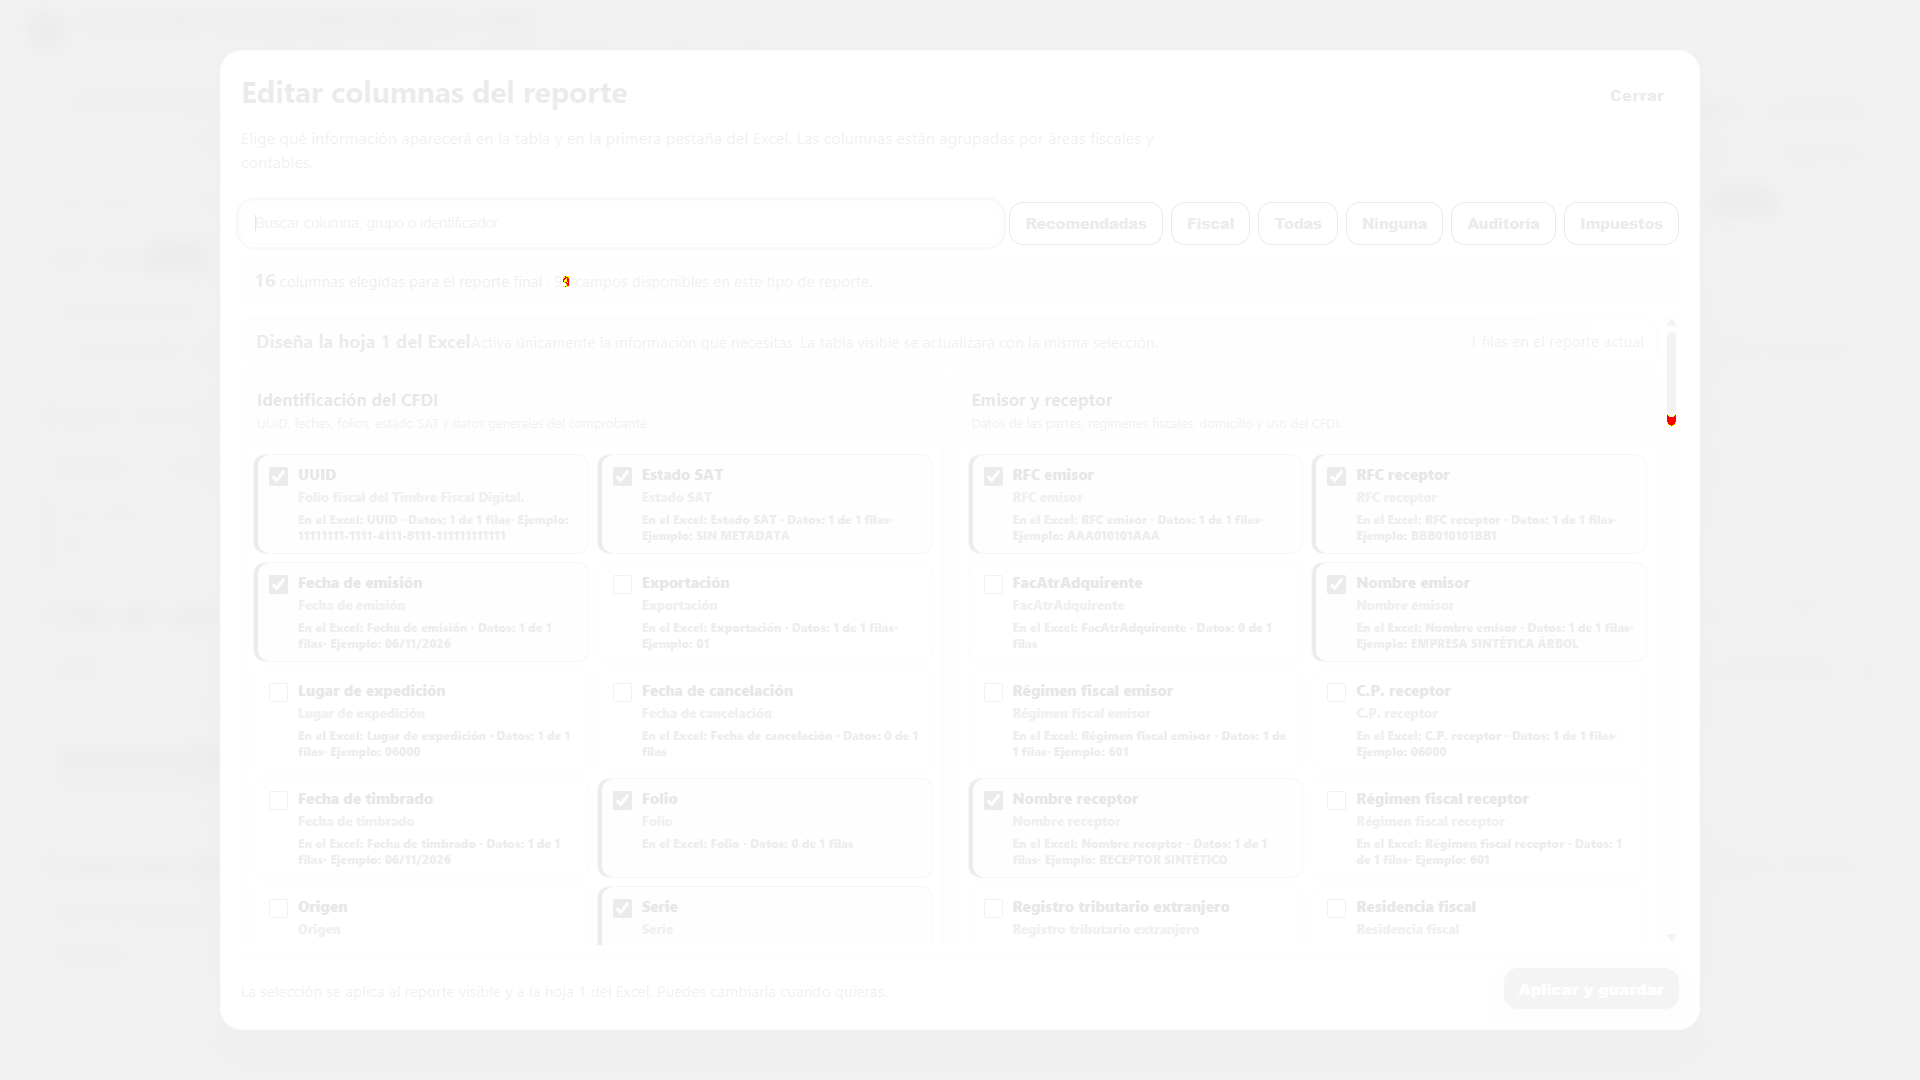 Editar columnas del reporte
Cerrar
Elige qué información aparecerá en la tabla y en la primera pestaña del Excel. Las columnas están agrupadas por áreas fiscales y
contables.
Buscar columna, grupo o identificador
Recomendadas
Fiscal
Todas
Ninguna
Auditoría
Impuestos
16 columnas elegidas para el reporte final · campos disponibles en este tipo de reporte.
Diseña la hoja 1 del Excel Activa únicamente la información que necesitas. La tabla visible se actualizará con la misma selección.
1 filas en el reporte actual
Identificación del CFDI
UUID, fechas, folios, estado SAT y datos generales del comprobante.
UUID
Folio fiscal del Timbre Fiscal Digital.
En el Excel: UUID · Datos: 1 de 1 filas· Ejemplo:
11111111-1111-4111-8111-111111111111
Estado SAT
Estado SAT
En el Excel: Estado SAT · Datos: 1 de 1 filas·
Ejemplo: SIN METADATA
Fecha de emisión
Fecha de emisión
En el Excel: Fecha de emisión · Datos: 1 de 1
filas· Ejemplo: 06/11/2026
Exportación
Exportación
En el Excel: Exportación · Datos: 1 de 1 filas·
Ejemplo: 01
Lugar de expedición
Lugar de expedición
En el Excel: Lugar de expedición · Datos: 1 de 1
filas· Ejemplo: 06000
Fecha de cancelación
Fecha de cancelación
En el Excel: Fecha de cancelación · Datos: 0 de 1
filas
Fecha de timbrado
Fecha de timbrado
En el Excel: Fecha de timbrado · Datos: 1 de 1
filas· Ejemplo: 06/11/2026
Folio
Folio
En el Excel: Folio · Datos: 0 de 1 filas
Origen
Origen
Serie
Serie
Emisor y receptor
Datos de las partes, regímenes fiscales, domicilio y uso del CFDI.
RFC emisor
RFC emisor
En el Excel: RFC emisor · Datos: 1 de 1 filas·
Ejemplo: AAA010101AAA
RFC receptor
RFC receptor
En el Excel: RFC receptor · Datos: 1 de 1 filas·
Ejemplo: BBB010101BB1
FacAtrAdquirente
FacAtrAdquirente
En el Excel: FacAtrAdquirente · Datos: 0 de 1
filas
Nombre emisor
Nombre emisor
En el Excel: Nombre emisor · Datos: 1 de 1 filas·
Ejemplo: EMPRESA SINTÉTICA ÁRBOL
Régimen fiscal emisor
Régimen fiscal emisor
En el Excel: Régimen fiscal emisor · Datos: 1 de
1 filas· Ejemplo: 601
C.P. receptor
C.P. receptor
En el Excel: C.P. receptor · Datos: 1 de 1 filas·
Ejemplo: 06000
Nombre receptor
Nombre receptor
En el Excel: Nombre receptor · Datos: 1 de 1
filas· Ejemplo: RECEPTOR SINTÉTICO
Régimen fiscal receptor
Régimen fiscal receptor
En el Excel: Régimen fiscal receptor · Datos: 1
de 1 filas· Ejemplo: 601
Registro tributario extranjero
Registro tributario extranjero
Residencia fiscal
Residencia fiscal
La selección se aplica al reporte visible y a la hoja 1 del Excel. Puedes cambiarla cuando quieras.
Aplicar y guardar